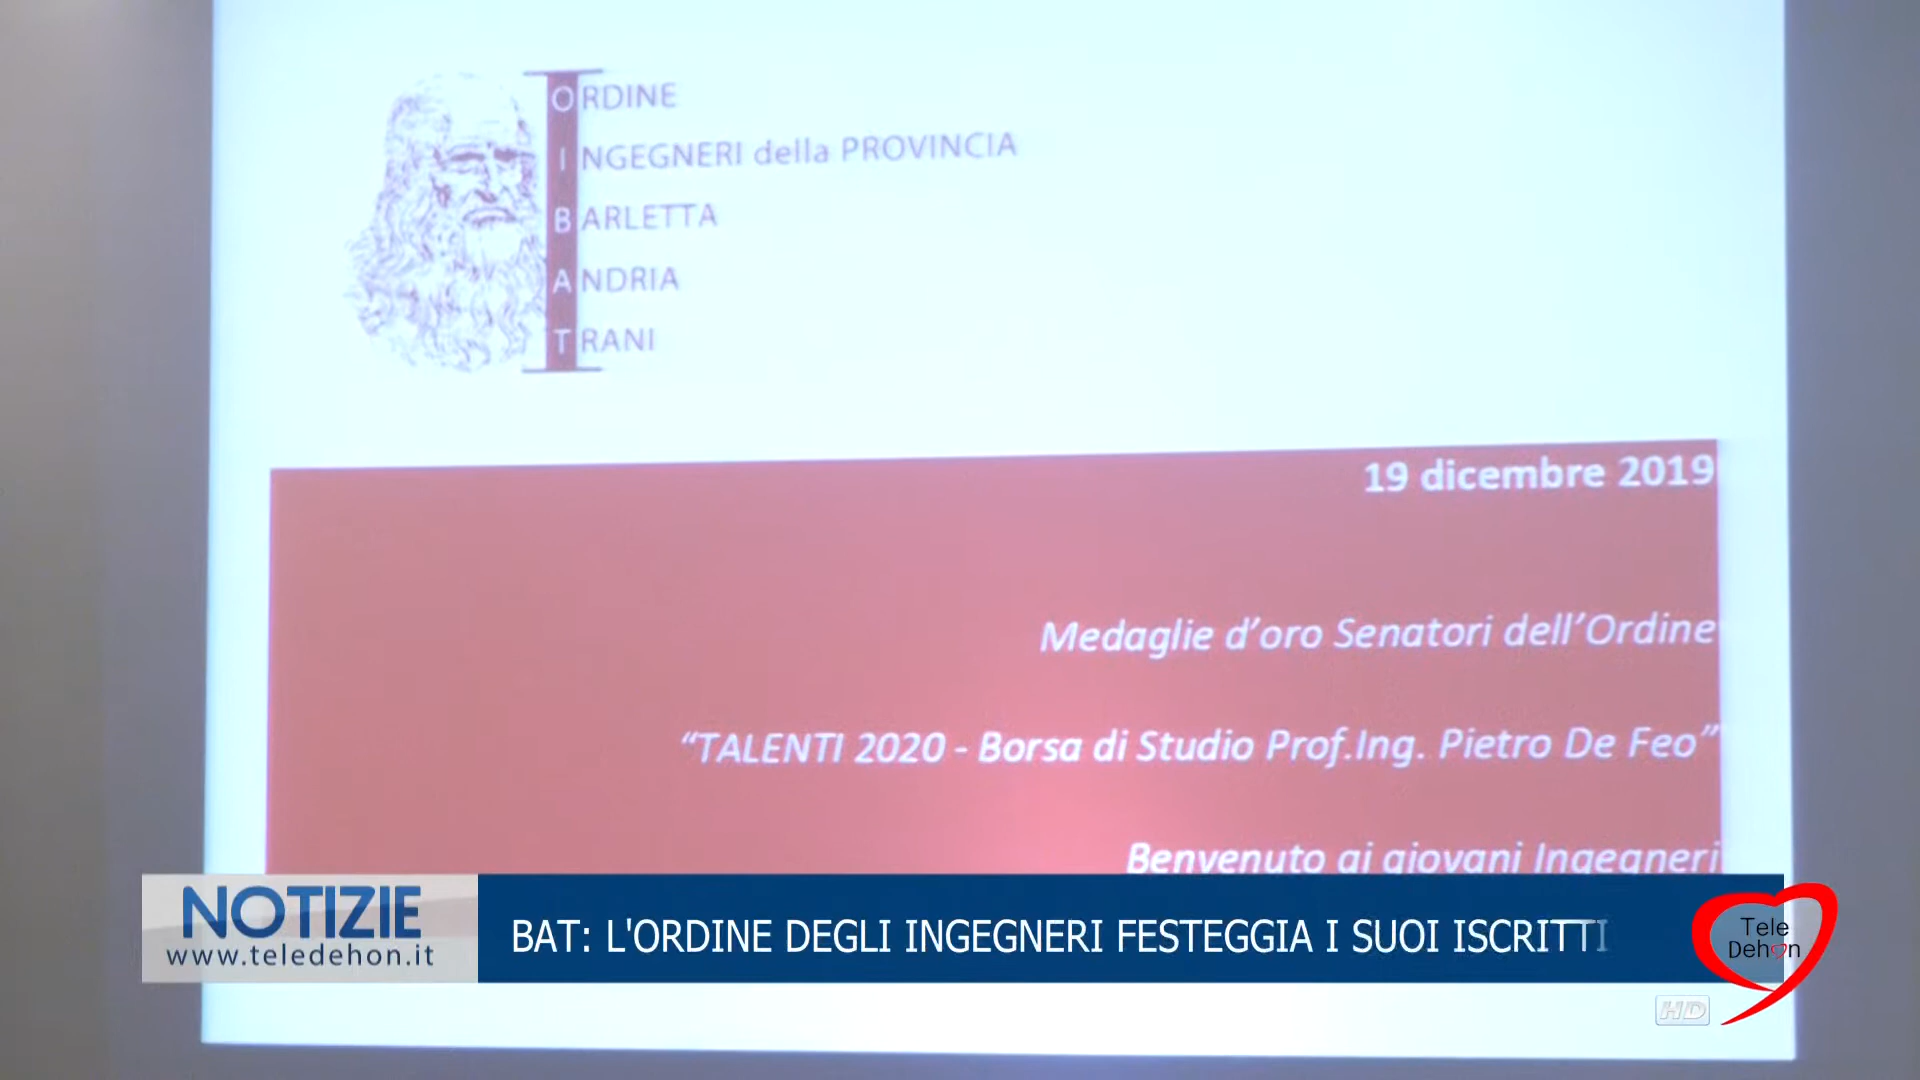 ORDINE
INGEGNERI della PROVINCIA
BARLETTA
ANDRIA
TRANI
19 dicembre 2019
Medaglie d’oro Senatori dell’Ordine
“TALENTI 2020 - Borsa di Studio Prof.Ing. Pietro De Feo”
Benvenuto ai giovani Ingegneri
NOTIZIE
www.teledehon.it
BAT: L'ORDINE DEGLI INGEGNERI FESTEGGIA I SUOI ISCRITTI
Tele
Dehon
HD